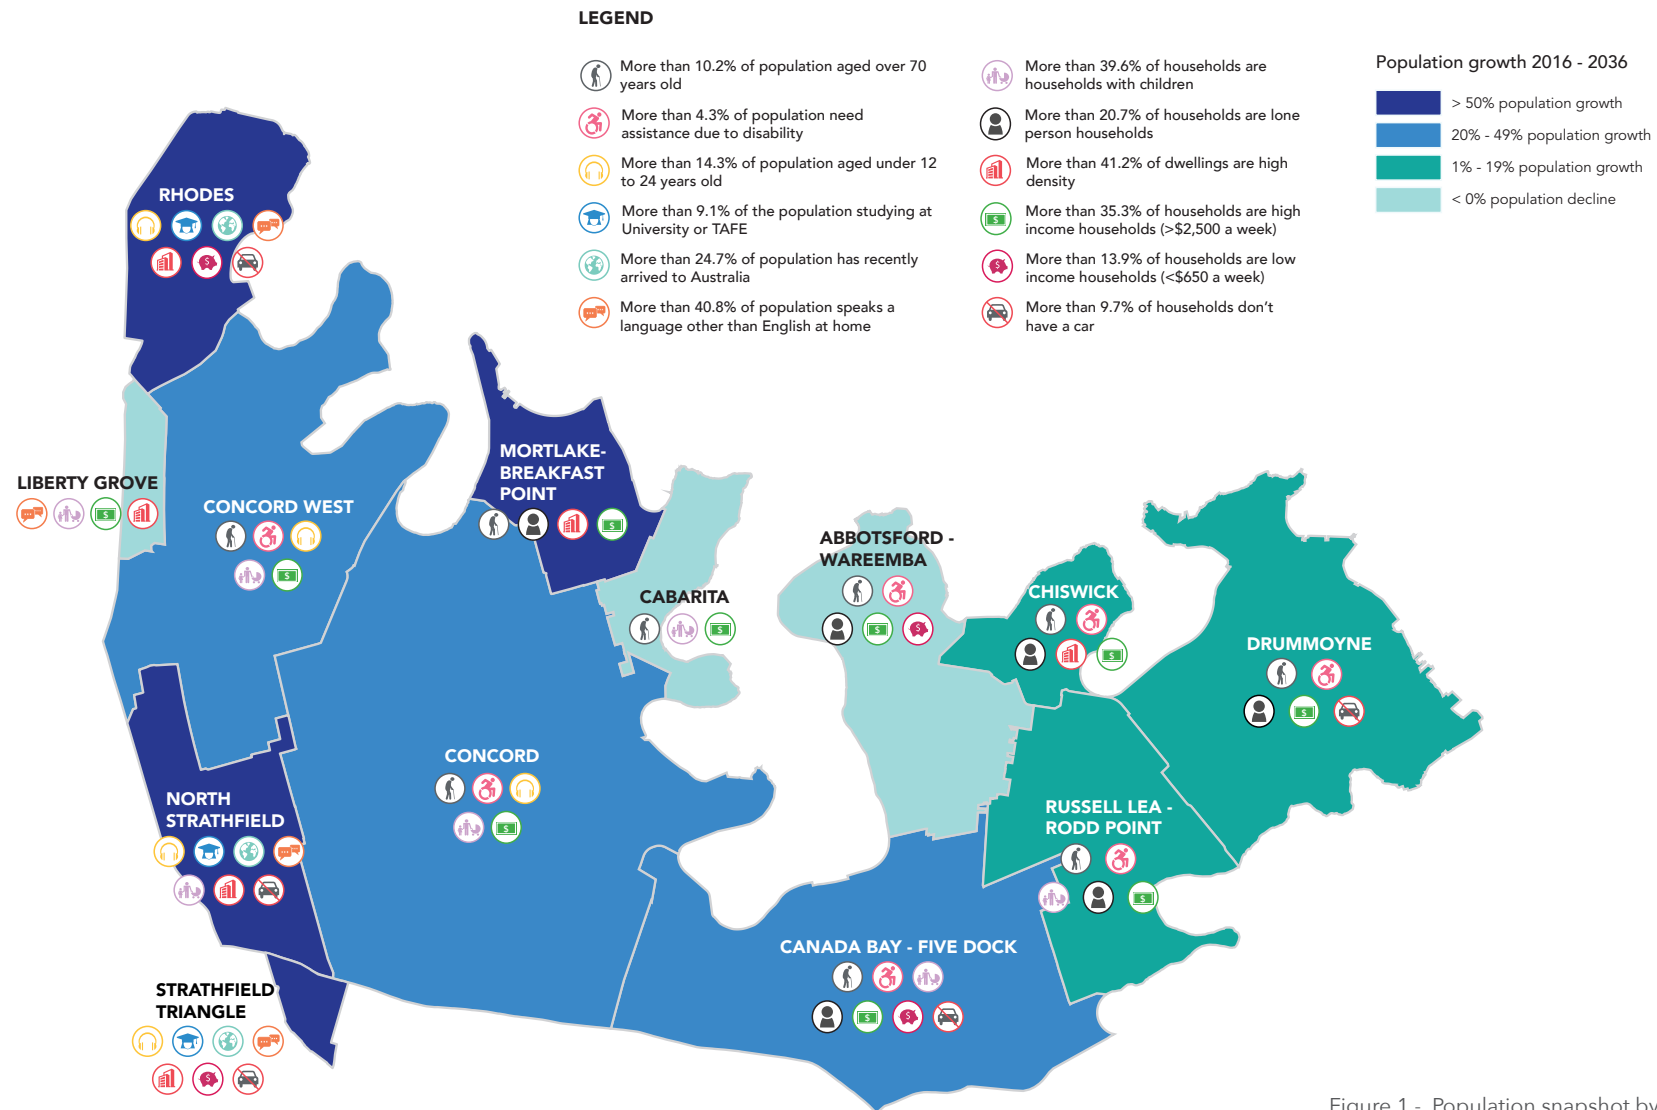 LEGEND
More than 10.2% of population aged over 70
years old
More than 4.3% of population need
assistance due to disability
More than 14.3% of population aged under 12
to 24 years old
More than 9.1% of the population studying at
University or TAFE
More than 24.7% of population has recently
arrived to Australia
More than 40.8% of population speaks a
language other than English at home
More than 39.6% of households are
households with children
More than 20.7% of households are lone
person households
More than 41.2% of dwellings are high
density
More than 35.3% of households are high
income households (>$2,500 a week)
More than 13.9% of households are low
income households (<$650 a week)
More than 9.7% of households don't
have a car
Population growth 2016 - 2036
> 50% population growth
20% - 49% population growth
1% - 19% population growth
< 0% population decline
RHODES
LIBERTY GROVE
CONCORD WEST
MORTLAKE-
BREAKFAST
POINT
CABARITA
ABBOTSFORD -
WAREEMBA
CHISWICK
DRUMMOYNE
CONCORD
NORTH
STRATHFIELD
RUSSELL LEA -
RODD POINT
CANADA BAY - FIVE DOCK
STRATHFIELD
TRIANGLE
Figure 1 - Population snapshot by